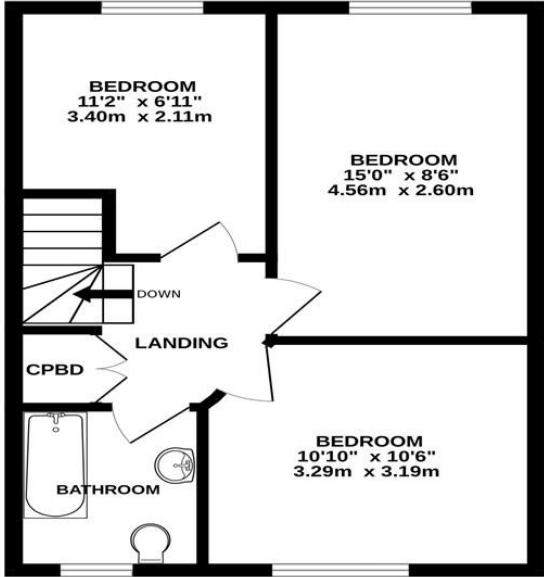 BEDROOM
11'2" x 6'11"
3.40m x 2.11m
BEDROOM
15'0" x 8'6"
4.56m x 2.60m
DOWN
LANDING
CPBD
BEDROOM
10'10" x 10'6"
3.29m x 3.19m
BATHROOM